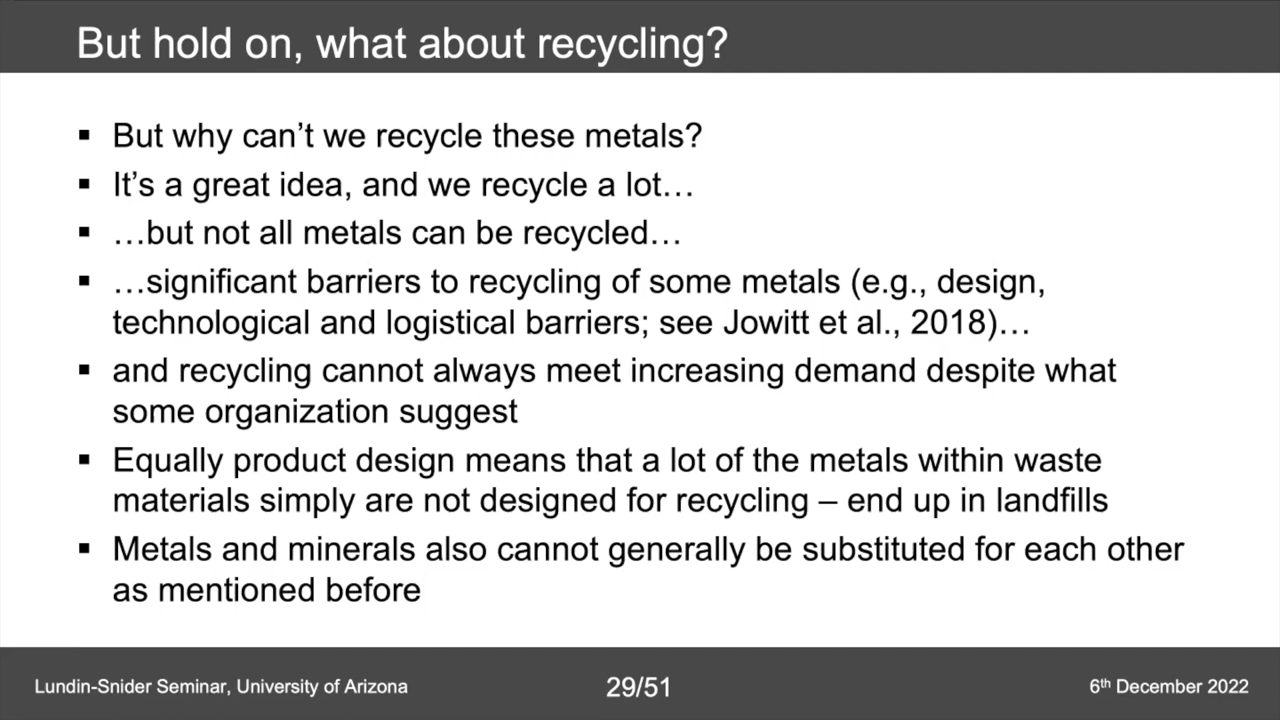 But hold on, what about recycling?
▪ But why can’t we recycle these metals?
▪ It’s a great idea, and we recycle a lot…
▪ …but not all metals can be recycled…
▪ …significant barriers to recycling of some metals (e.g., design,
technological and logistical barriers; see Jowitt et al., 2018)…
▪ and recycling cannot always meet increasing demand despite what
some organization suggest
▪ Equally product design means that a lot of the metals within waste
materials simply are not designed for recycling – end up in landfills
▪ Metals and minerals also cannot generally be substituted for each other
as mentioned before
Lundin-Snider Seminar, University of Arizona
29/51
6th December 2022